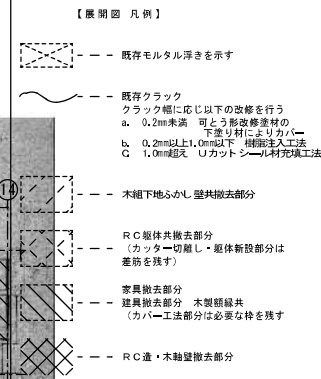 【展開図 凡例】
既存モルタル浮きを示す
既存クラック
クラック幅に応じ以下の改修を行う
a. 0.2mm未満 可とう形改修塗材の
下塗り材によりカバー
b. 0.2mm以上1.0mm以下 樹脂注入工法
C. 1.0mm超え Uカットシール材充填工法
14
木組下地ふかし壁共撤去部分
RC躯体共撤去部分
(カッター切離し・躯体新設部分は
差筋を残す)
家具撤去部分
建具撤去部分 木製額縁共
(カバー工法部分は必要な枠を残す
RC造・木軸壁撤去部分